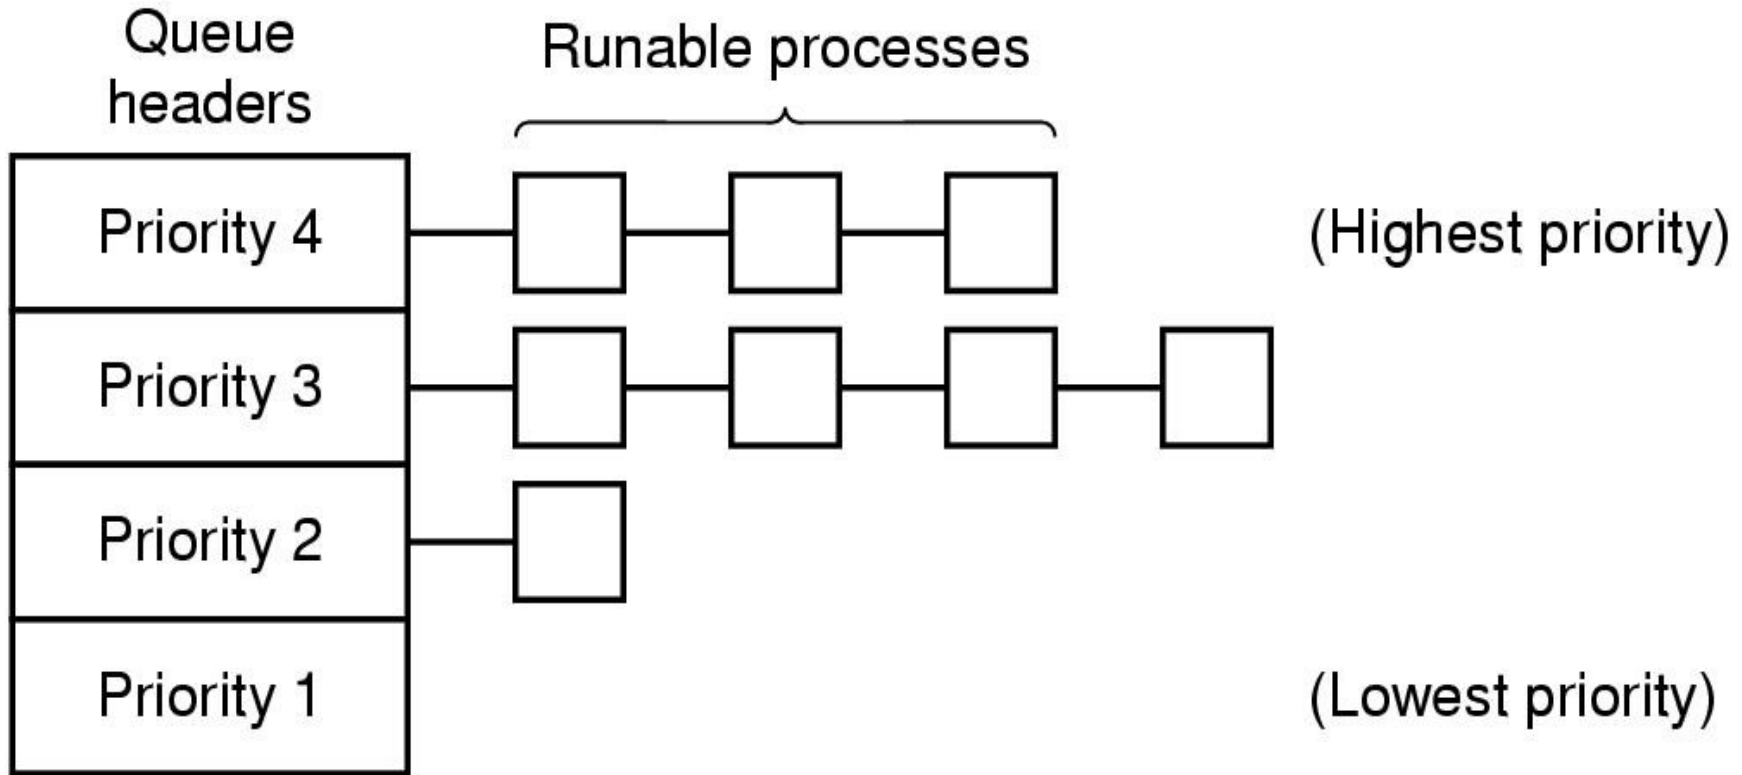 Queue
headers
Runable processes
Priority 4
(Highest priority)
Priority 3
Priority 2
Priority 1
(Lowest priority)